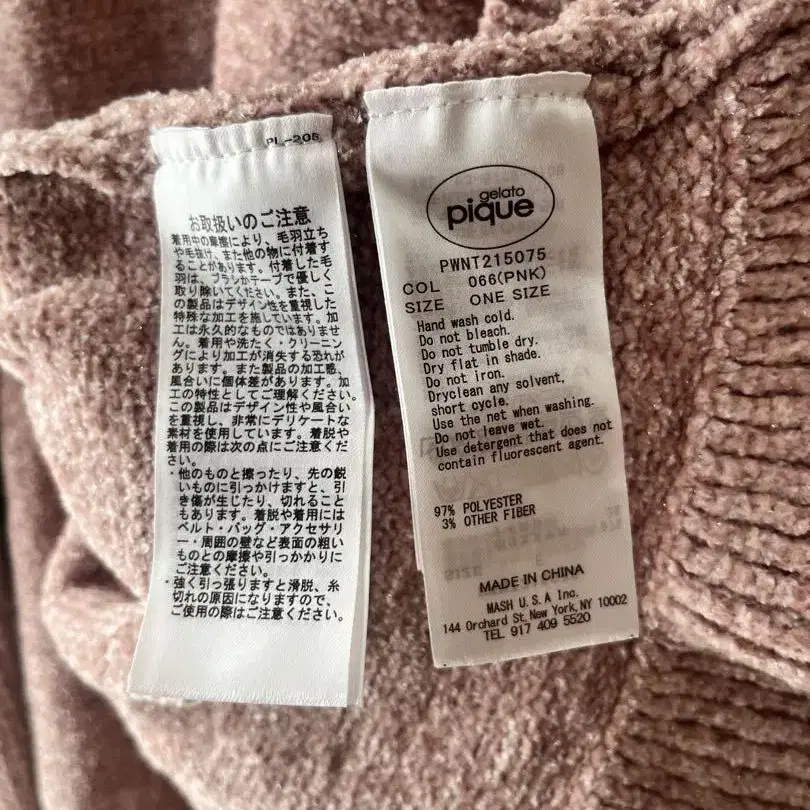 PL-205
お取扱いのご注意
着用中の摩擦により、毛羽立ち
や毛抜け、また他の物に付着す
ることがあります。付着した毛
羽は、ブラシかテープで優しく
取り除いてください。また、こ
の製品はデザイン性を重視した
特殊な加工を施しています。加
工は永久的なものではありませ
ん。着用や洗たく・クリーニン
グにより加工が消失する恐れが
あります。また製品の加工感、
風合いに個体差があります。加
工の特性としてご理解ください。
この製品はデザイン性や風合い
を重視し、非常にデリケートな
素材を使用しています。着脱や
着用の際は次の点にご注意くだ
さい。
・他のものと擦ったり、先の鋭
いものに引っかけますと、引
き傷が生じたり、切れること
もあります。着脱や着用には
ベルト・バッグ・アクセサリ
ー・周囲の壁など表面の粗い
ものとの摩擦や引っかかりに
ご注意ください。
・強く引っ張りますと滑脱、糸
切れの原因になりますので、
ご使用の際はご注意ください。
gelato
pique
PWNT215075
COL 066(PNK)
SIZE ONE SIZE
Hand wash cold.
Do not bleach.
Do not tumble dry.
Dry flat in shade.
Do not iron.
Dryclean any solvent,
short cycle.
Use the net when washing.
Do not leave wet.
Use detergent that does not
contain fluorescent agent.
97% POLYESTER
3% OTHER FIBER
MADE IN CHINA
MASH U.S.A Inc.
144 Orchard St, New York, NY 10002
TEL 917 409 5520